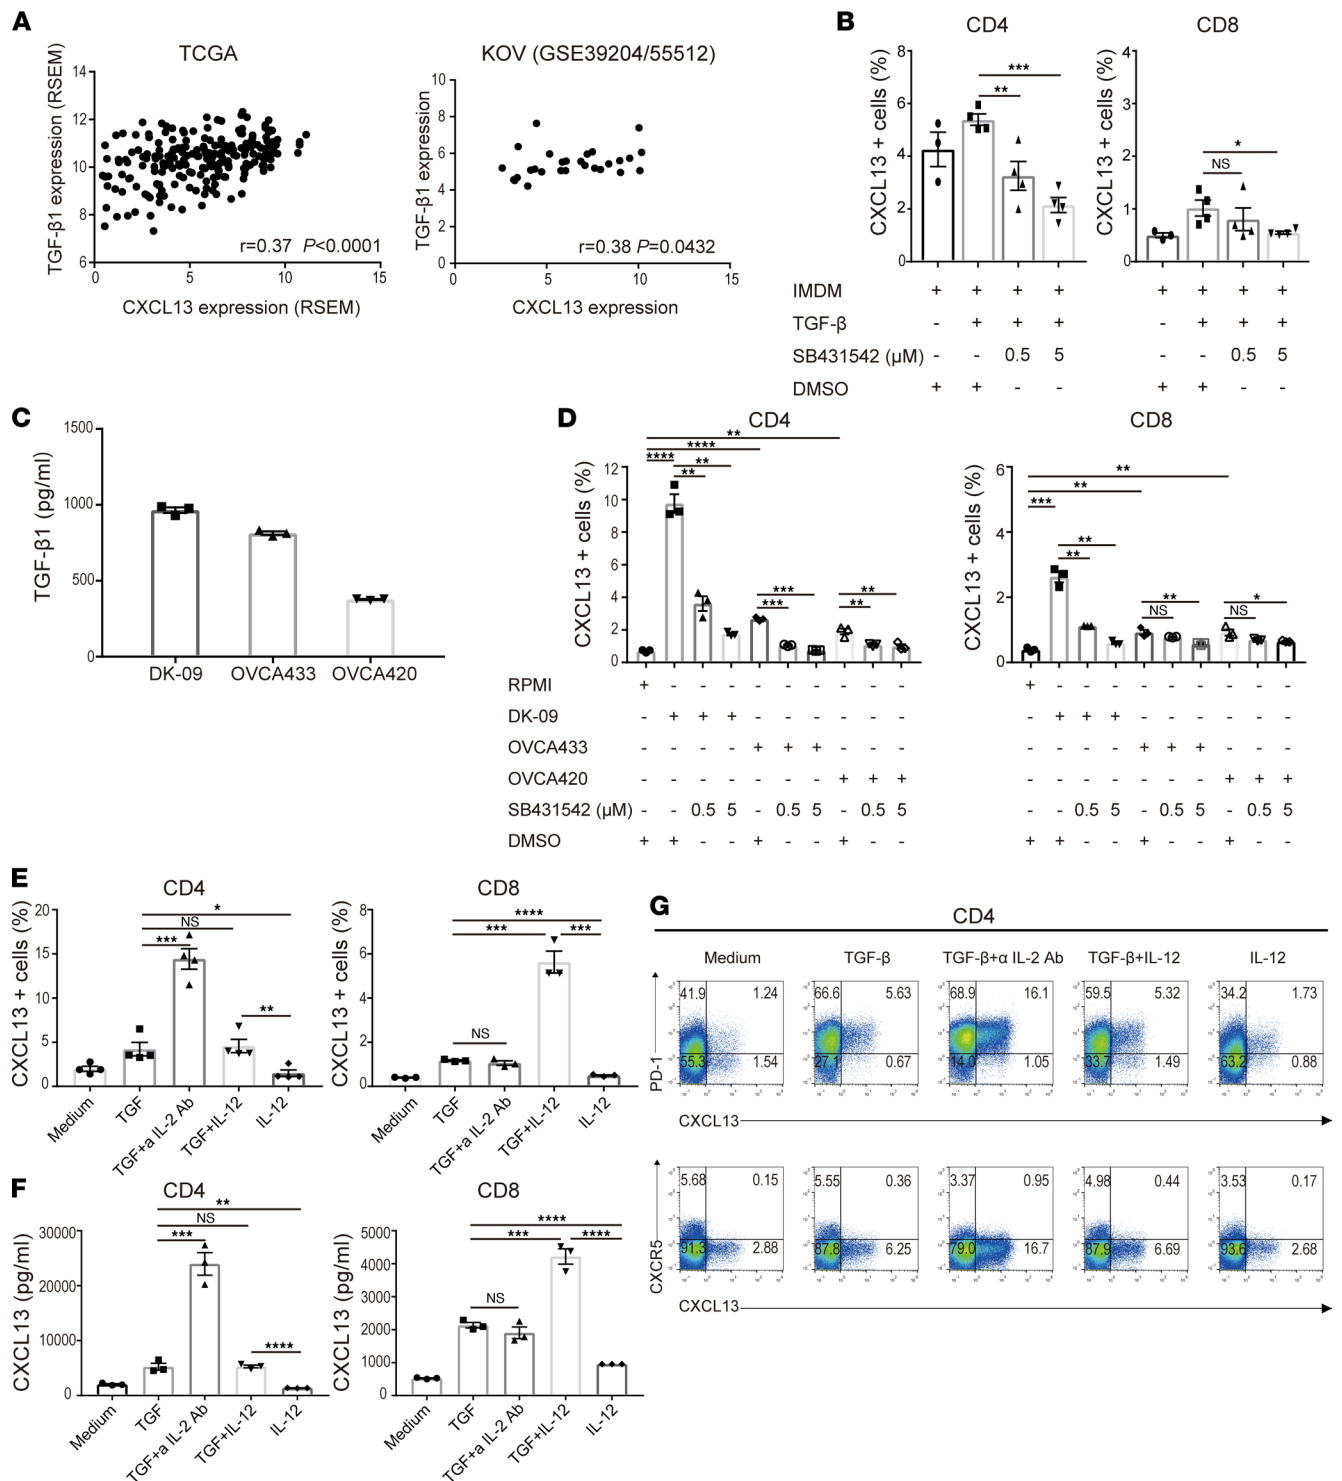 A
TCGA
TGF-β1 expression (RSEM)
14
12
10
8
6
0
5
10
15
r=0.37 P<0.0001
CXCL13 expression (RSEM)
KOV (GSE39204/55512)
TGF-β1 expression
10
8
6
4
2
0
0
5
10
15
r=0.38 P=0.0432
CXCL13 expression
B
CD4
CXCL13 + cells (%)
8
6
4
2
0
***
**
CD8
CXCL13 + cells (%)
4
3
2
1
0
*
NS
IMDM + + + + + + + +
TGF-β - + + + - + + +
SB431542 (μM) - - 0.5 5 - - 0.5 5
DMSO + + - - + + - -
C
TGF-β1 (pg/ml)
1500
1000
500
0
DK-09 OVCA433 OVCA420
D
CD4
CXCL13 + cells (%)
12
10
8
6
4
2
0
**
****
**** **
**
***
***
**
**
CD8
CXCL13 + cells (%)
6
4
2
0
**
**
***
**
**
**
NS
*
NS
RPMI + - - - - - - - - - + - - - - - - - - -
DK-09 - + + + - - - - - - - + + + - - - - - -
OVCA433 - - - - + + + - - - - - - - + + + - - -
OVCA420 - - - - - - - + + + - - - - - - - + + +
SB431542 (μM) - - 0.5 5 - 0.5 5 - 0.5 5 - - 0.5 5 - 0.5 5 - 0.5 5
DMSO + + - - + - - + - - + + - - + - - + - -
E
CD4
CXCL13 + cells (%)
20
15
10
5
0
*
NS
***
**
Medium TGF TGF+a IL-2 Ab TGF+IL-12 IL-12
CD8
CXCL13 + cells (%)
8
6
4
2
0
****
*** ***
NS
Medium TGF TGF+a IL-2 Ab TGF+IL-12 IL-12
F
CD4
CXCL13 (pg/ml)
30000
20000
10000
0
**
NS
***
****
Medium TGF TGF+a IL-2 Ab TGF+IL-12 IL-12
CD8
CXCL13 (pg/ml)
5000
4000
3000
2000
1000
0
****
*** ****
NS
Medium TGF TGF+a IL-2 Ab TGF+IL-12 IL-12
G
CD4
Medium TGF-β TGF-β+α IL-2 Ab TGF-β+IL-12 IL-12
PD-1
41.9 1.24 66.6 5.63 68.9 16.1 59.5 5.32 34.2 1.73
55.3 1.54 27.1 0.67 14.0 1.05 33.7 1.49 63.2 0.88
CXCL13
CXCR5
5.68 0.15 5.55 0.36 3.37 0.95 4.98 0.44 3.53 0.17
91.3 2.88 87.8 6.25 79.0 16.7 87.9 6.69 93.6 2.68
CXCL13